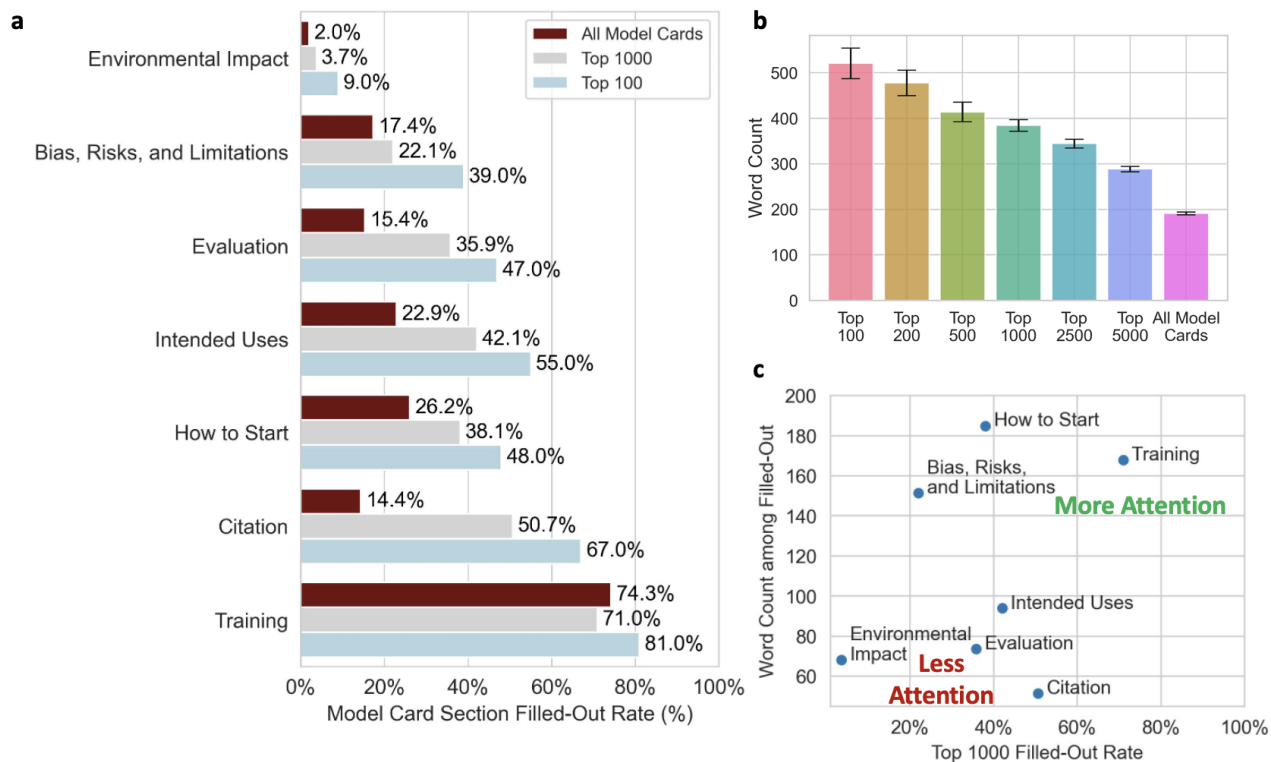 a
Environmental Impact
2.0%
3.7%
9.0%
All Model Cards
Top 1000
Top 100
Bias, Risks, and Limitations
17.4%
22.1%
39.0%
Evaluation
15.4%
35.9%
47.0%
Intended Uses
22.9%
42.1%
55.0%
How to Start
26.2%
38.1%
48.0%
Citation
14.4%
50.7%
67.0%
Training
74.3%
71.0%
81.0%
0% 20% 40% 60% 80% 100%
Model Card Section Filled-Out Rate (%)
b
Word Count
500
400
300
200
100
0
Top Top Top Top Top Top All Model
100 200 500 1000 2500 5000 Cards
c
Word Count among Filled-Out
200
180
160
140
120
100
80
60
How to Start
Training
Bias, Risks,
and Limitations
More Attention
Intended Uses
Environmental
Impact
Evaluation
Less
Attention
Citation
20% 40% 60% 80% 100%
Top 1000 Filled-Out Rate